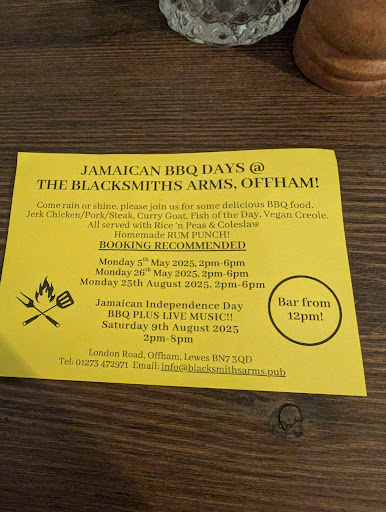 JAMAICAN BBQ DAYS @
THE BLACKSMITHS ARMS, OFFHAM!
Come rain or shine, please join us for some delicious BBQ food.
Jerk Chicken/Pork/Steak, Curry Goat, Fish of the Day, Vegan Creole.
All served with Rice 'n Peas & Coleslaw
Homemade RUM PUNCH!
BOOKING RECOMMENDED
Monday 5th May 2025, 2pm-6pm
Monday 26th May 2025, 2pm-6pm
Monday 25th August 2025, 2pm-6pm
Jamaican Independence Day
BBQ PLUS LIVE MUSIC!!
Saturday 9th August 2025
2pm-8pm
Bar from
12pm!
London Road, Offham, Lewes BN7 3QD
Tel: 01273 472971 Email: info@blacksmithsarms.pub